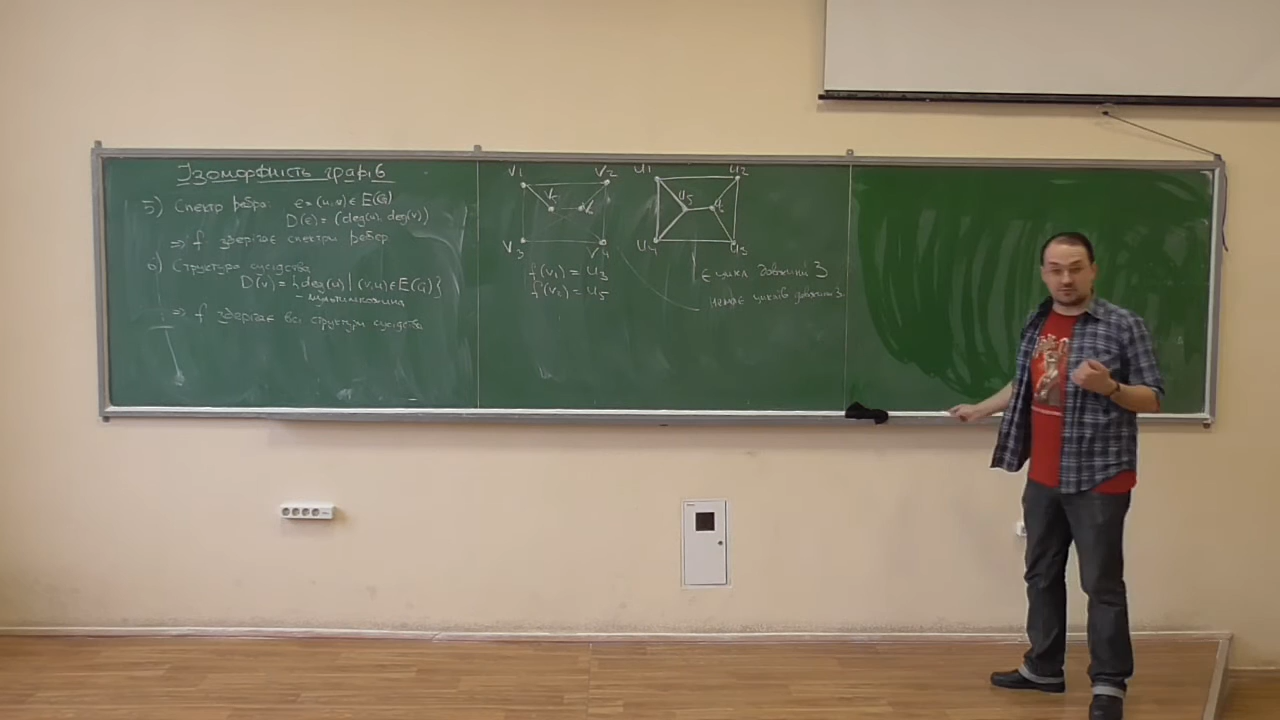 Ізоморфність графів
5) Спектр ребра: e = (u,v) ∈ E(G)
D(e) = (deg(u), deg(v))
⇒ f зберігає спектри ребер
6) Структура сусідства
D(v) = {deg(u) | (v,u) ∈ E(G)}
- мультимножина
⇒ f зберігає всі структури сусідства
V1 V2 U1 U2
V5 U5
V3 V4 U4 U3
f(V1) = U3
f(V2) = U5
є цикл довжини 3
немає циклів довжини 3